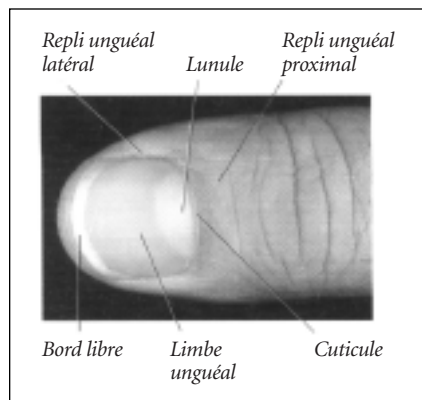 Repli unguéal
latéral
Lunule
Repli unguéal
proximal
Bord libre
Limbe
unguéal
Cuticule